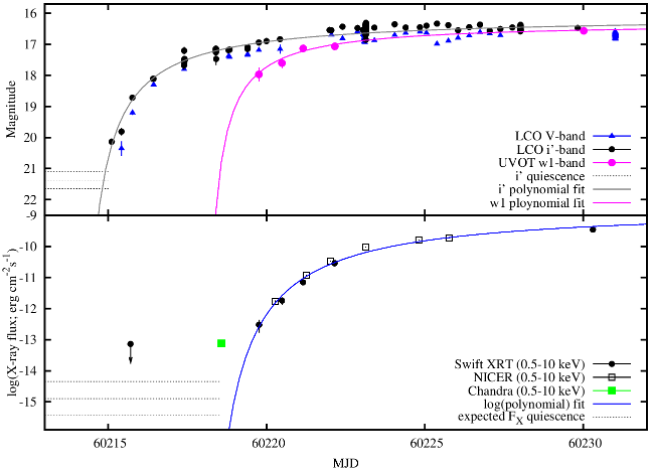 16
17
18
19
20
21
22
Magnitude
LCO V-band
LCO i'-band
UVOT w1-band
i' quiescence
i' polynomial fit
w1 ploynomial fit
-9
-10
-11
-12
-13
-14
-15
log(X-ray flux; erg cm⁻²s⁻¹)
Swift XRT (0.5-10 keV)
NICER (0.5-10 keV)
Chandra (0.5-10 keV)
log(polynomial) fit
expected F_X quiescence
60215 60220 60225 60230
MJD